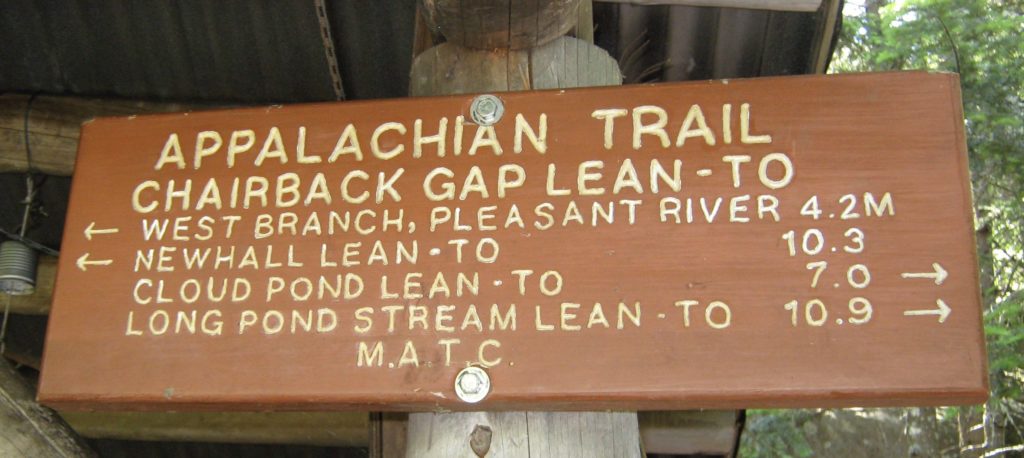 APPALACHIAN TRAIL
CHAIRBACK GAP LEAN-TO
← WEST BRANCH, PLEASANT RIVER 4.2M
← NEWHALL LEAN-TO 10.3
CLOUD POND LEAN-TO 7.0 →
LONG POND STREAM LEAN-TO 10.9 →
M.A.T.C.